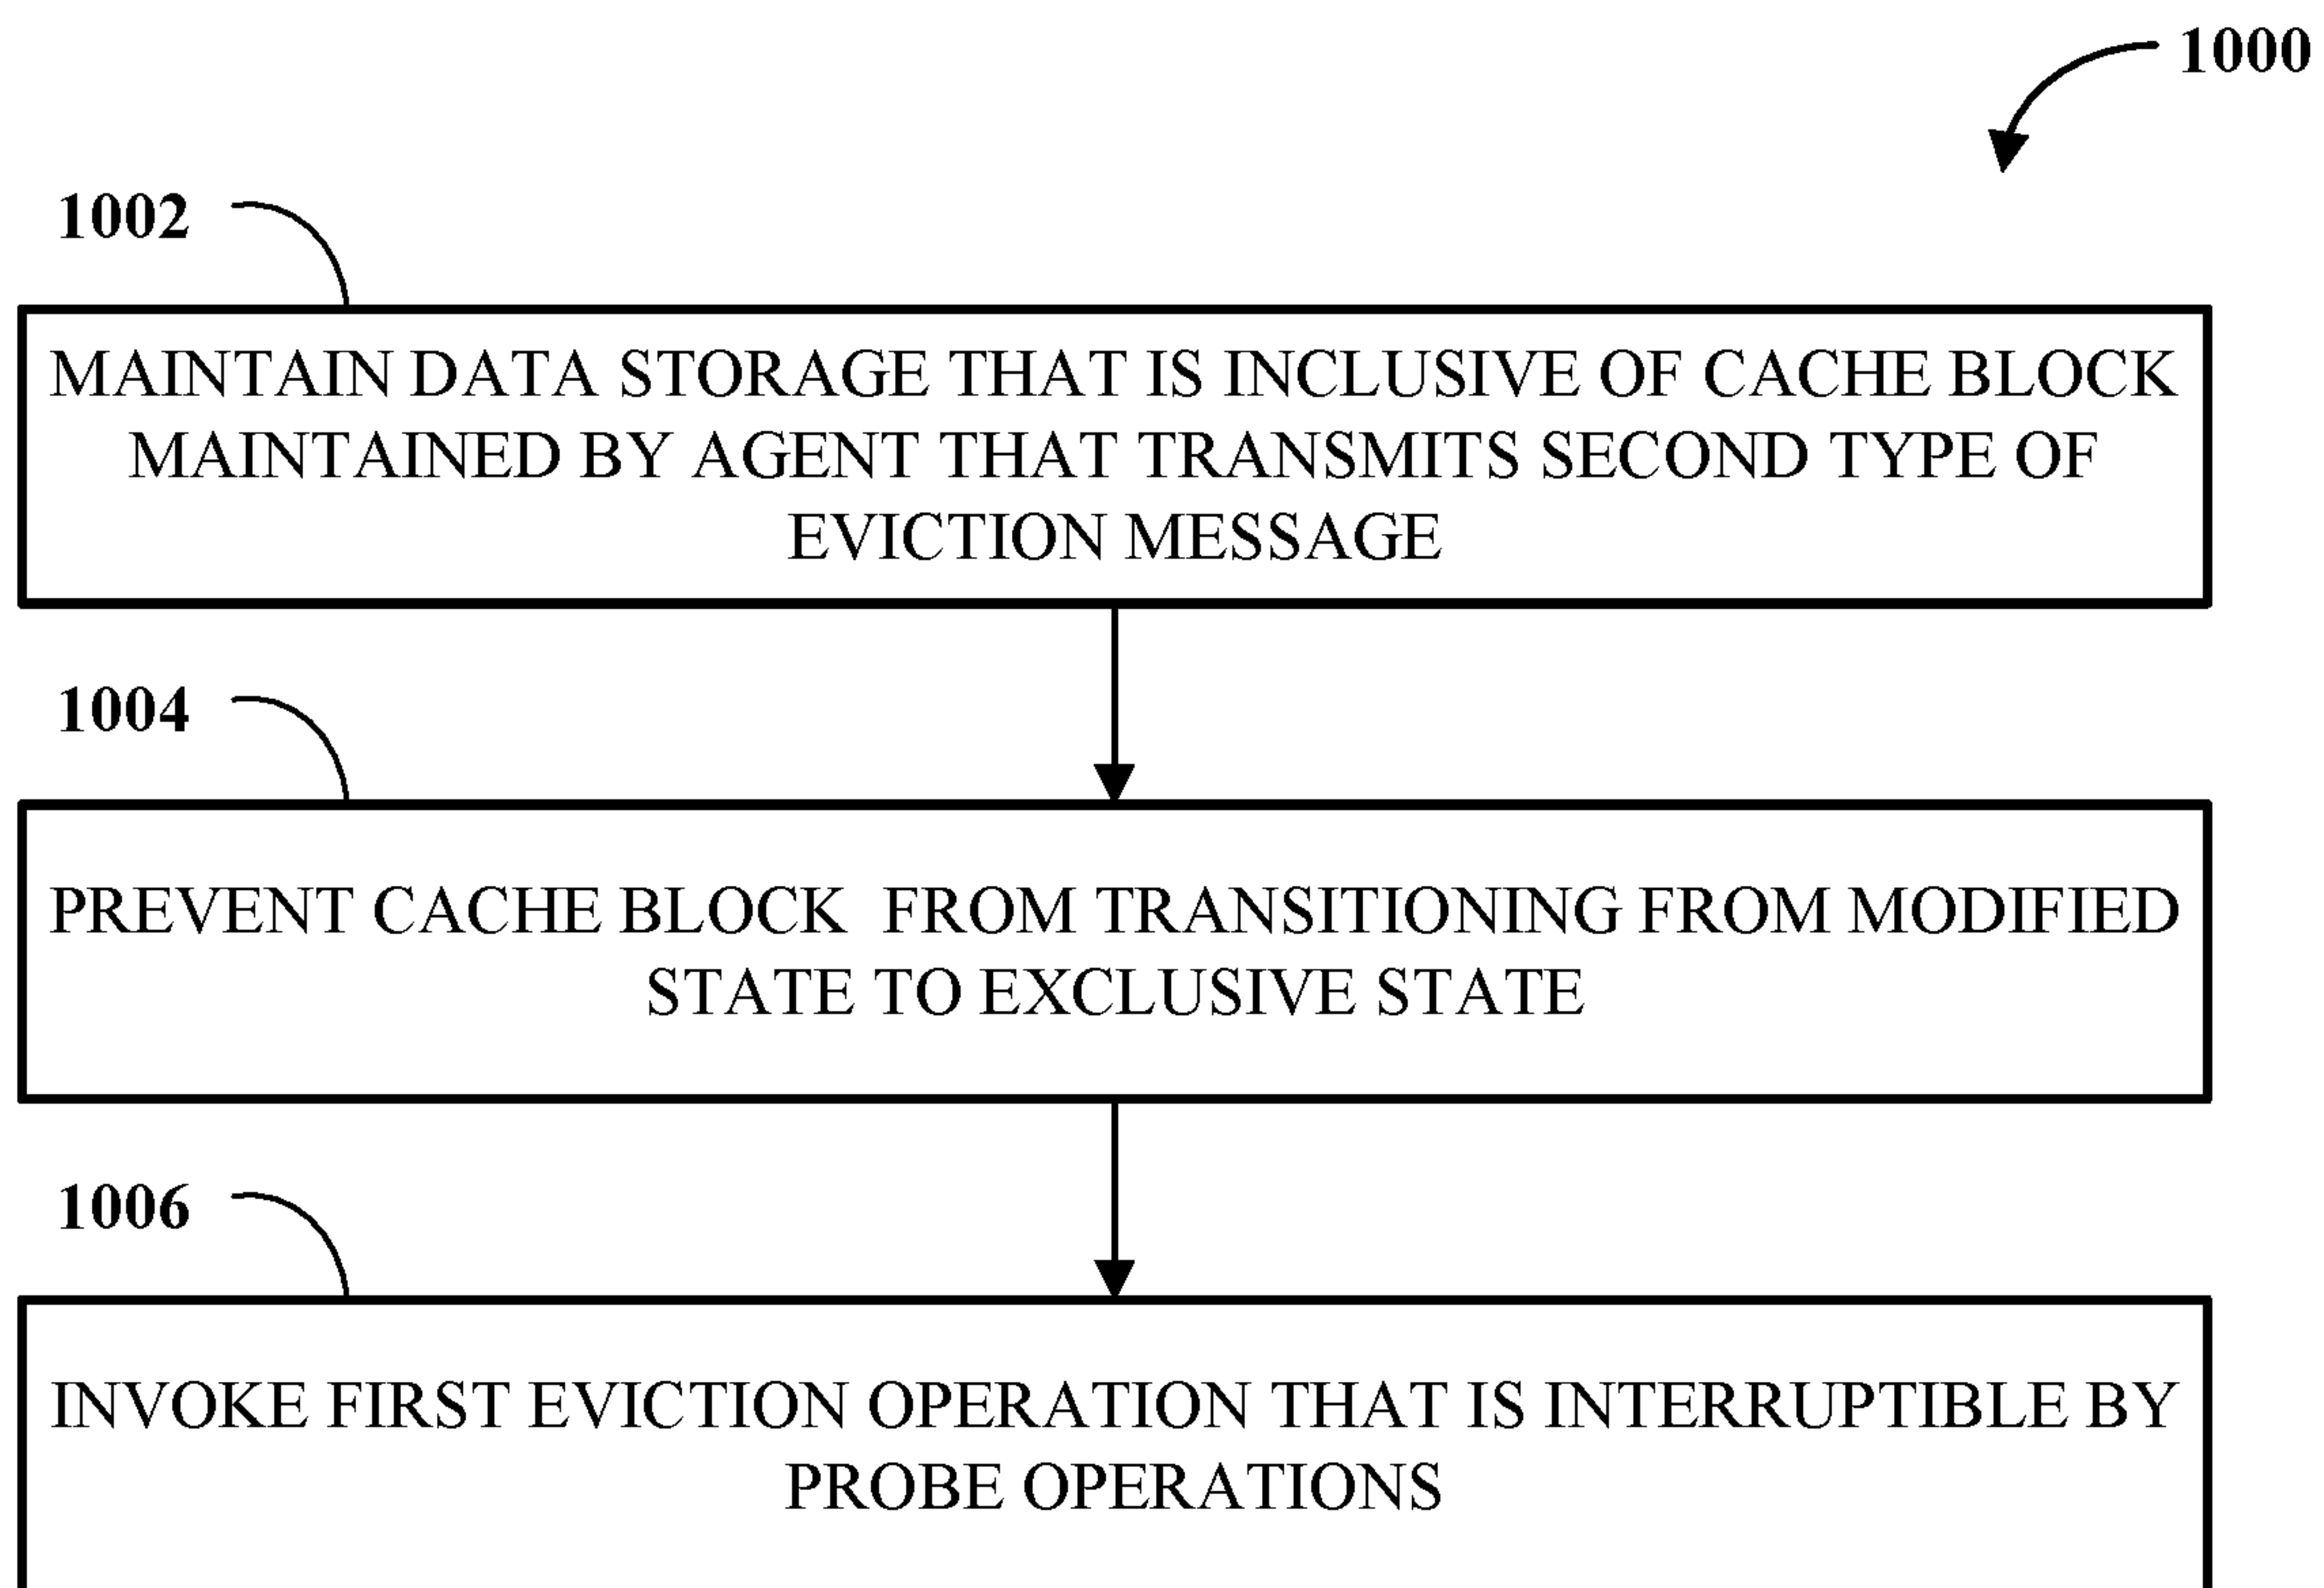 1000
1002
MAINTAIN DATA STORAGE THAT IS INCLUSIVE OF CACHE BLOCK
MAINTAINED BY AGENT THAT TRANSMITS SECOND TYPE OF
EVICTION MESSAGE
1004
PREVENT CACHE BLOCK FROM TRANSITIONING FROM MODIFIED
STATE TO EXCLUSIVE STATE
1006
INVOKE FIRST EVICTION OPERATION THAT IS INTERRUPTIBLE BY
PROBE OPERATIONS